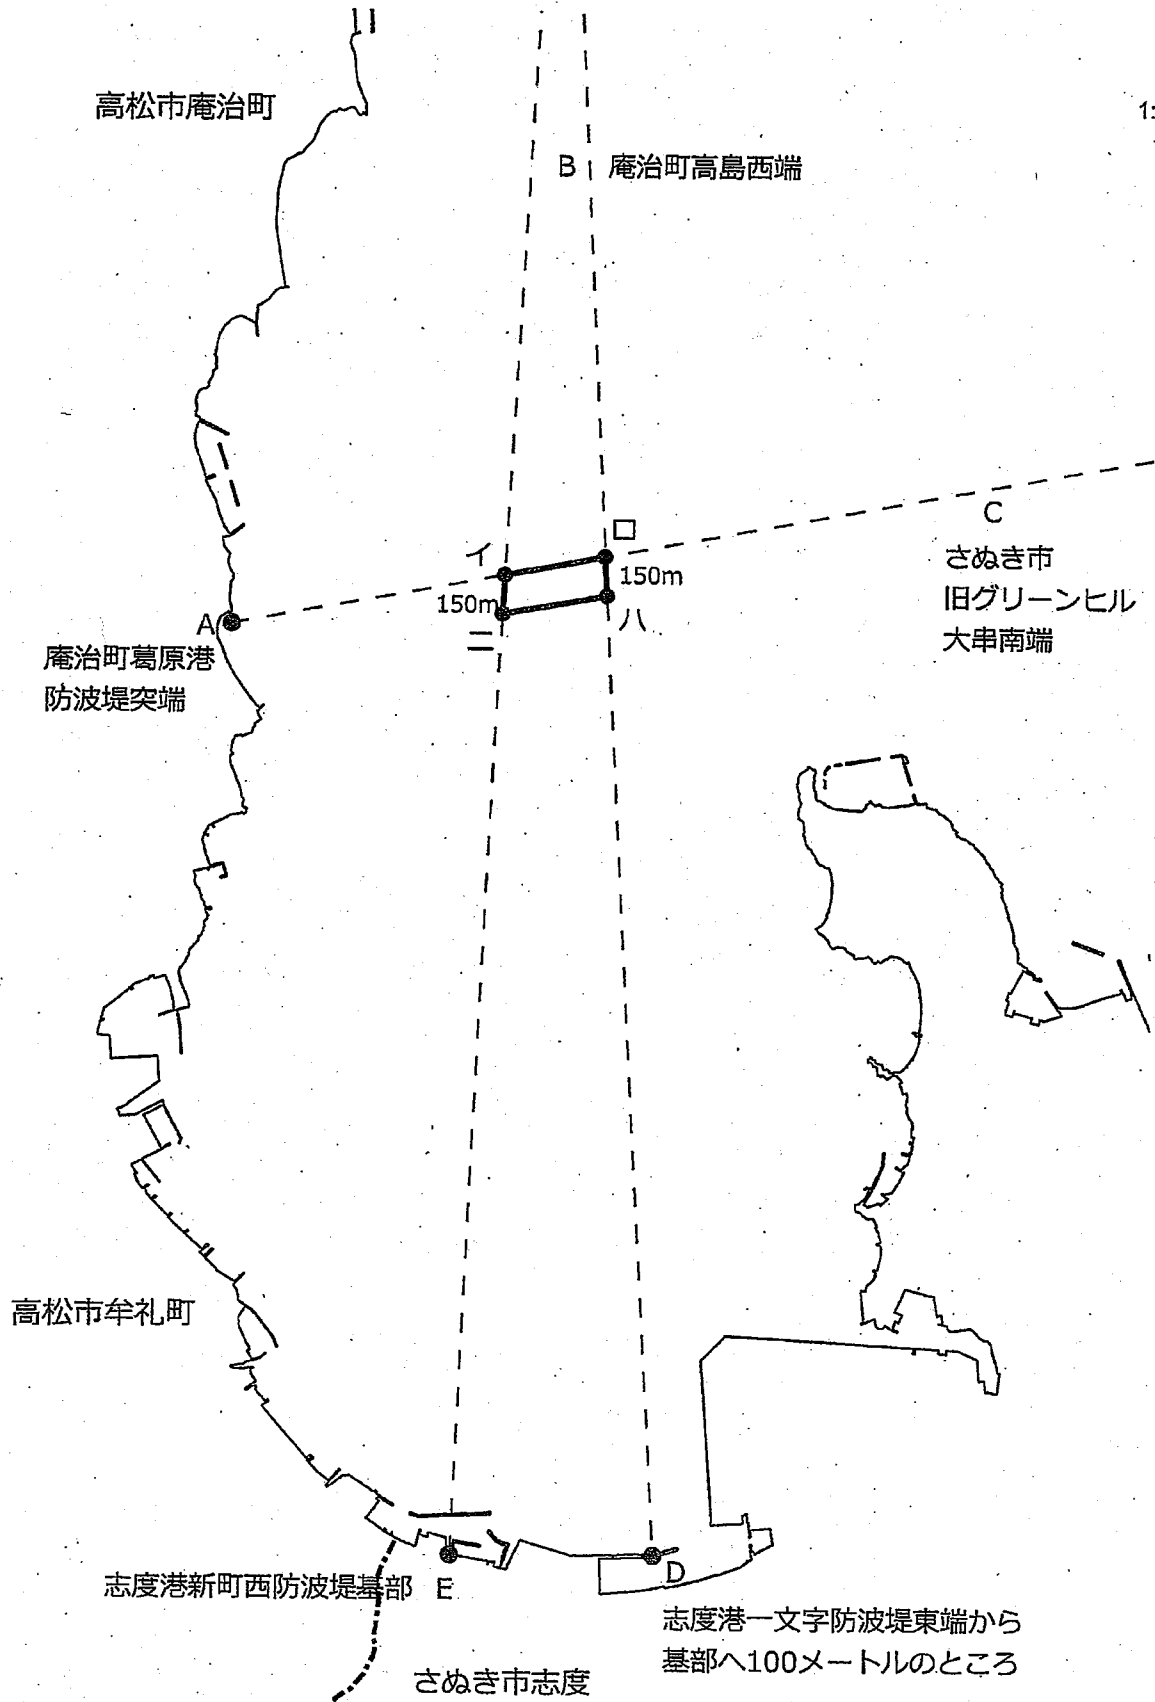 高松市庵治町
1:
B 庵治町高島西端
C
さぬき市
旧グリーンヒル
大串南端
イ
ロ
150m
150m
ニ
ハ
A
庵治町葛原港
防波堤突端
高松市牟礼町
志度港新町西防波堤基部 E
D
志度港一文字防波堤東端から
基部へ100メートルのところ
さぬき市志度